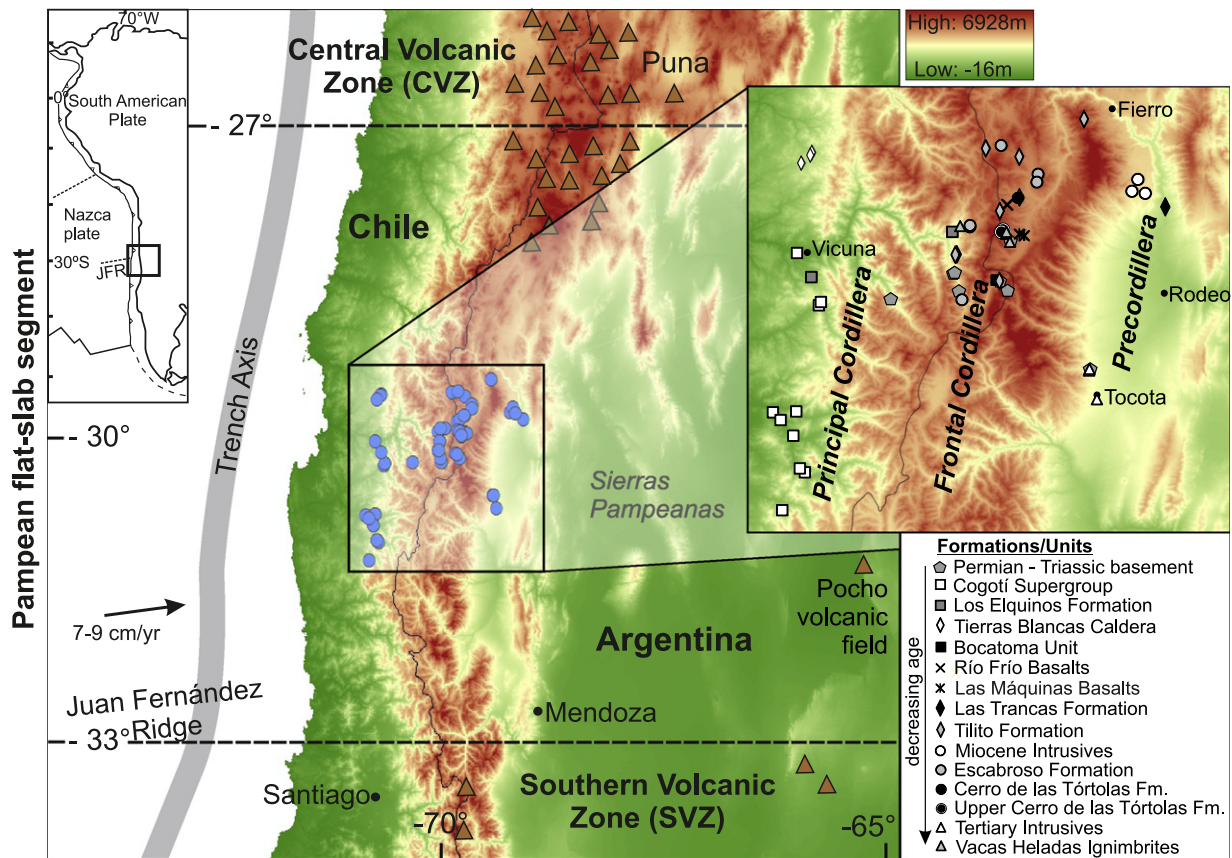 70°W
0°
South American
Plate
Nazca
plate
30°S
JFR
Pampean flat-slab segment
Central Volcanic
Zone (CVZ)
Puna
High: 6928m
Low: -16m
- 27°
Chile
Trench Axis
- 30°
Sierras
Pampeanas
7-9 cm/yr
Argentina
Pocho
volcanic
field
Juan Fernández
Ridge
- 33°
Mendoza
Santiago
Southern Volcanic
Zone (SVZ)
-70°
-65°
Fierro
Vicuna
Principal Cordillera
Frontal Cordillera
Precordillera
Rodeo
Tocota
Formations/Units
decreasing age
Permian - Triassic basement
Cogotí Supergroup
Los Elquinos Formation
Tierras Blancas Caldera
Bocatoma Unit
Río Frío Basalts
Las Máquinas Basalts
Las Trancas Formation
Tilito Formation
Miocene Intrusives
Escabroso Formation
Cerro de las Tórtolas Fm.
Upper Cerro de las Tórtolas Fm.
Tertiary Intrusives
Vacas Heladas Ignimbrites